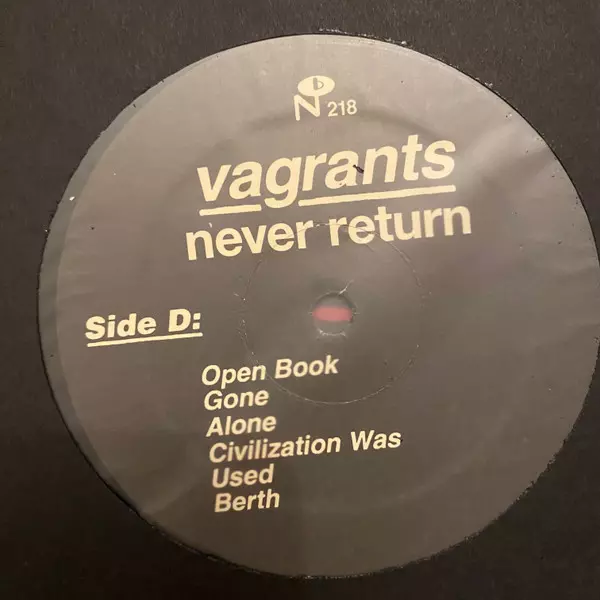 b
N 218
vagrants
never return
Side D:
Open Book
Gone
Alone
Civilization Was
Used
Berth